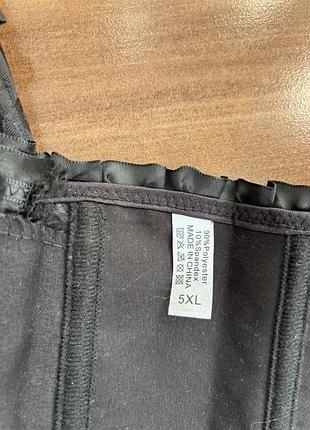 90%Polyester
10%Spandex
MADE IN CHINA
5XL